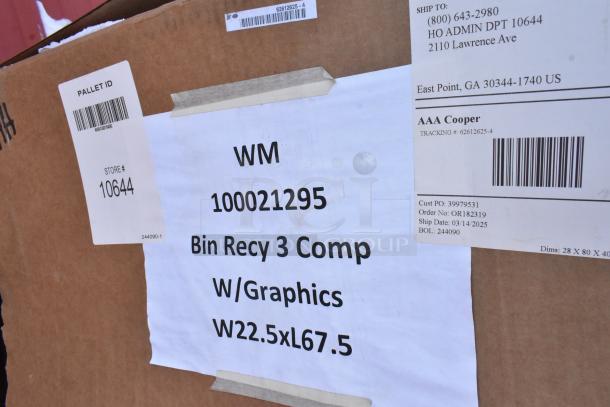 62612625 - 4
PALLET ID
STORE #
10644
244090-1
WM
100021295
Bin Recy 3 Comp
W/Graphics
W22.5xL67.5
SHIP TO:
(800) 643-2980
HO ADMIN DPT 10644
2110 Lawrence Ave
East Point, GA 30344-1740 US
AAA Cooper
TRACKING #: 62612625-4
Cust PO: 39979531
Order No: OR182319
Ship Date: 03/14/2025
BOL: 244090
Dims: 28 X 80 X 40